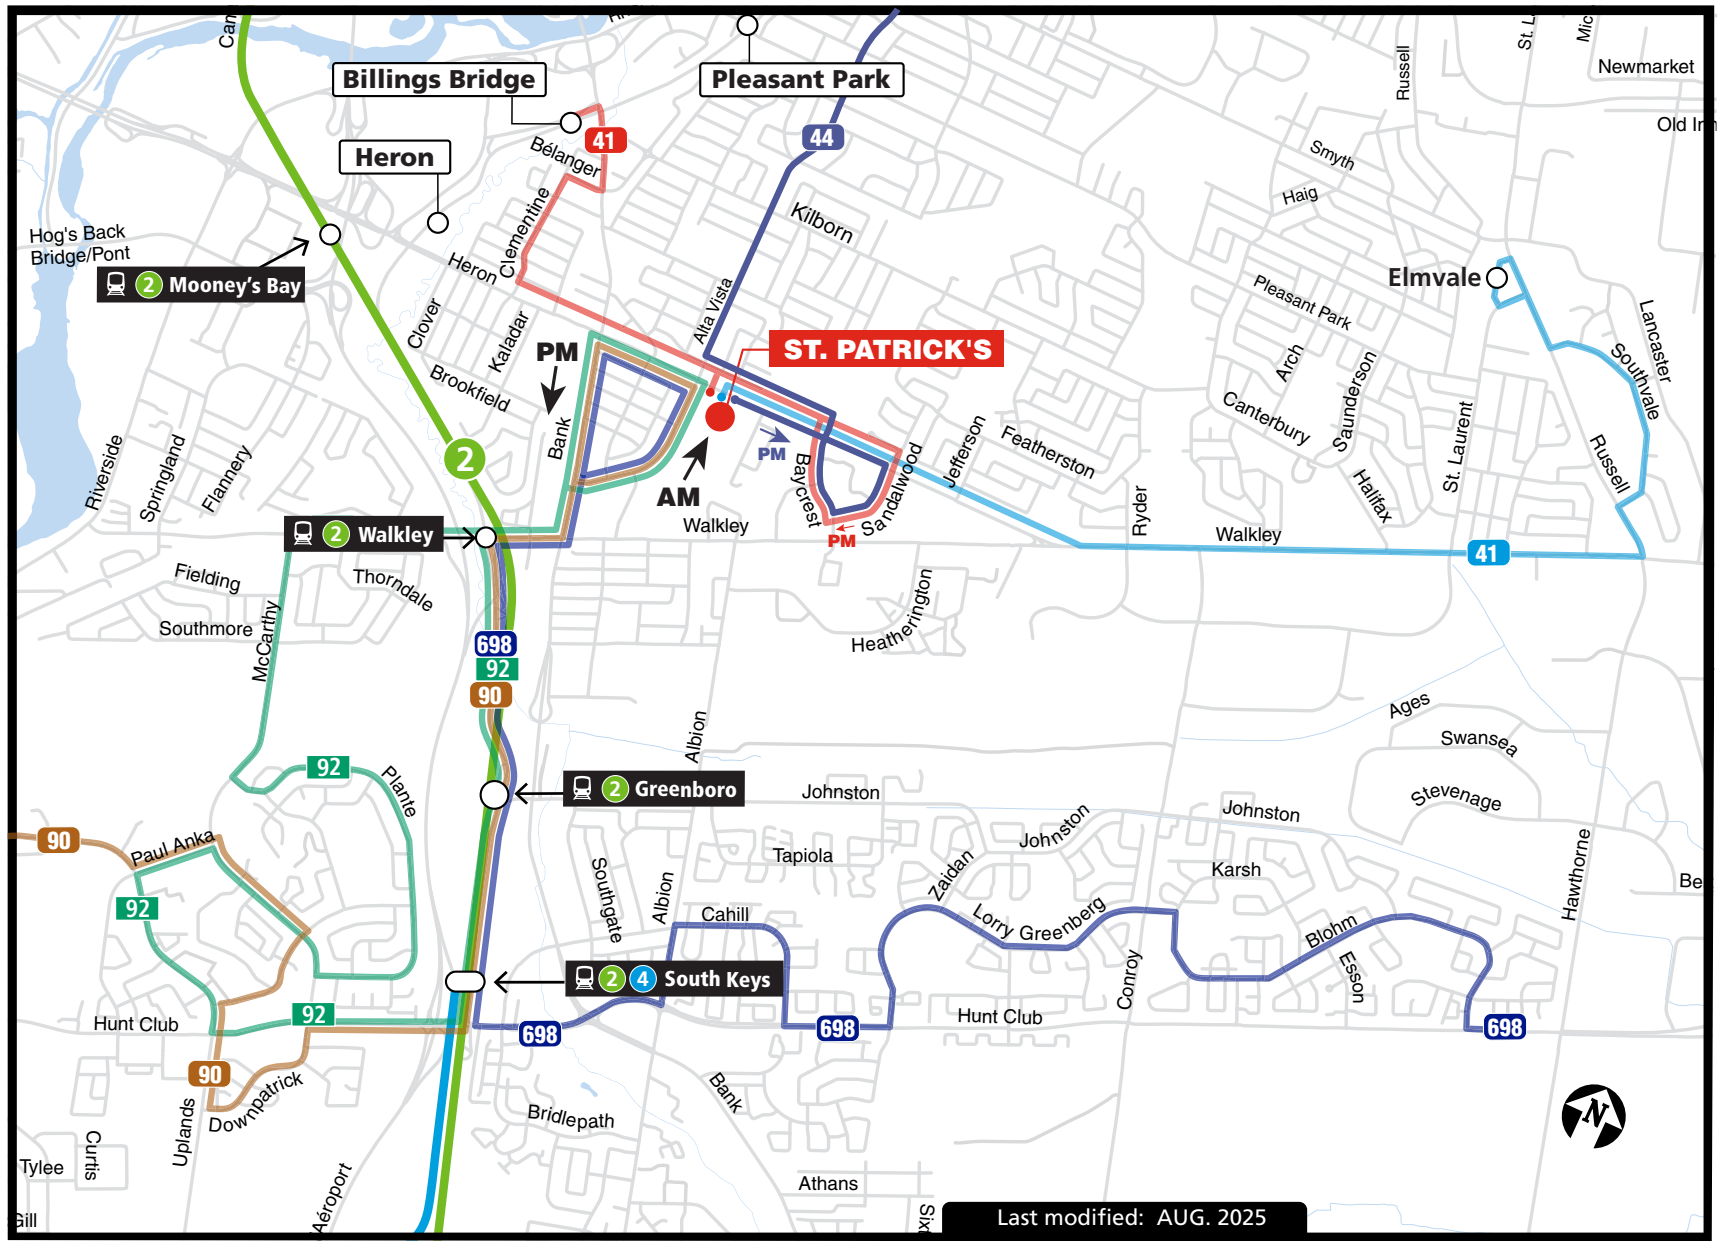 Newmarket
Russell
Billings Bridge
Pleasant Park
44
41
Bélanger
Heron
Smyth
Haig
Kilborn
Clementine
Hog's Back
Bridge/Pont
Heron
2 Mooney's Bay
Elmvale
Pleasant Park
Alta Vista
Clover
Kaladar
Lancaster
Southvale
PM
ST. PATRICK'S
Arch
Saunderson
Brookfield
Canterbury
Bank
Jefferson
Featherston
St. Laurent
Riverside
Springland
Flannery
2
PM
Baycrest
Sandalwood
Russell
Halifax
AM
Walkley
Ryder
Walkley
PM
2 Walkley
41
Fielding
Thorndale
McCarthy
Southmore
Heatherington
698
92
90
Ages
Albion
Swansea
92
Plante
2 Greenboro
Johnston
Stevenage
Johnston
Johnston
90
Paul Anka
Tapiola
Zaidan
Karsh
Hawthorne
Be
92
Southgate
Albion
Cahill
Lorry Greenberg
Blohm
Esson
Conroy
2 4 South Keys
Hunt Club
92
698
698
Hunt Club
698
90
Downpatrick
Uplands
Bank
Bridlepath
N
Curtis
Tylee
Aéroport
Athans
Gill
Last modified: AUG. 2025